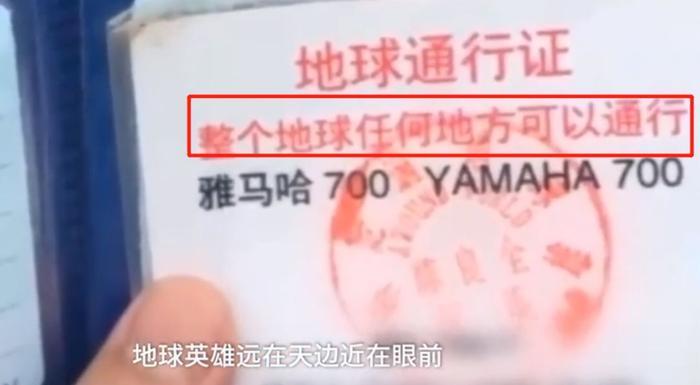 地球通行证
整个地球任何地方可以通行
雅马哈 700 YAMAHA 700
地球英雄远在天边近在眼前